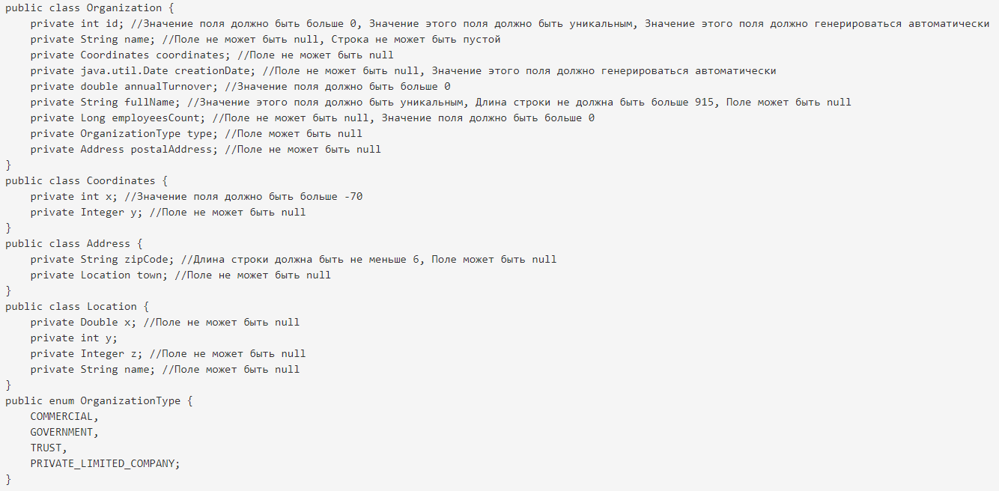 public class Organization {
    private int id; //Значение поля должно быть больше 0, Значение этого поля должно быть уникальным, Значение этого поля должно генерироваться автоматически
    private String name; //Поле не может быть null, Строка не может быть пустой
    private Coordinates coordinates; //Поле не может быть null
    private java.util.Date creationDate; //Поле не может быть null, Значение этого поля должно генерироваться автоматически
    private double annualTurnover; //Значение поля должно быть больше 0
    private String fullName; //Значение этого поля должно быть уникальным, Длина строки не должна быть больше 915, Поле может быть null
    private Long employeesCount; //Поле не может быть null, Значение поля должно быть больше 0
    private OrganizationType type; //Поле может быть null
    private Address postalAddress; //Поле не может быть null
}
public class Coordinates {
    private int x; //Значение поля должно быть больше -70
    private Integer y; //Поле не может быть null
}
public class Address {
    private String zipCode; //Длина строки должна быть не меньше 6, Поле может быть null
    private Location town; //Поле не может быть null
}
public class Location {
    private Double x; //Поле не может быть null
    private int y;
    private Integer z; //Поле не может быть null
    private String name; //Поле может быть null
}
public enum OrganizationType {
    COMMERCIAL,
    GOVERNMENT,
    TRUST,
    PRIVATE_LIMITED_COMPANY;
}